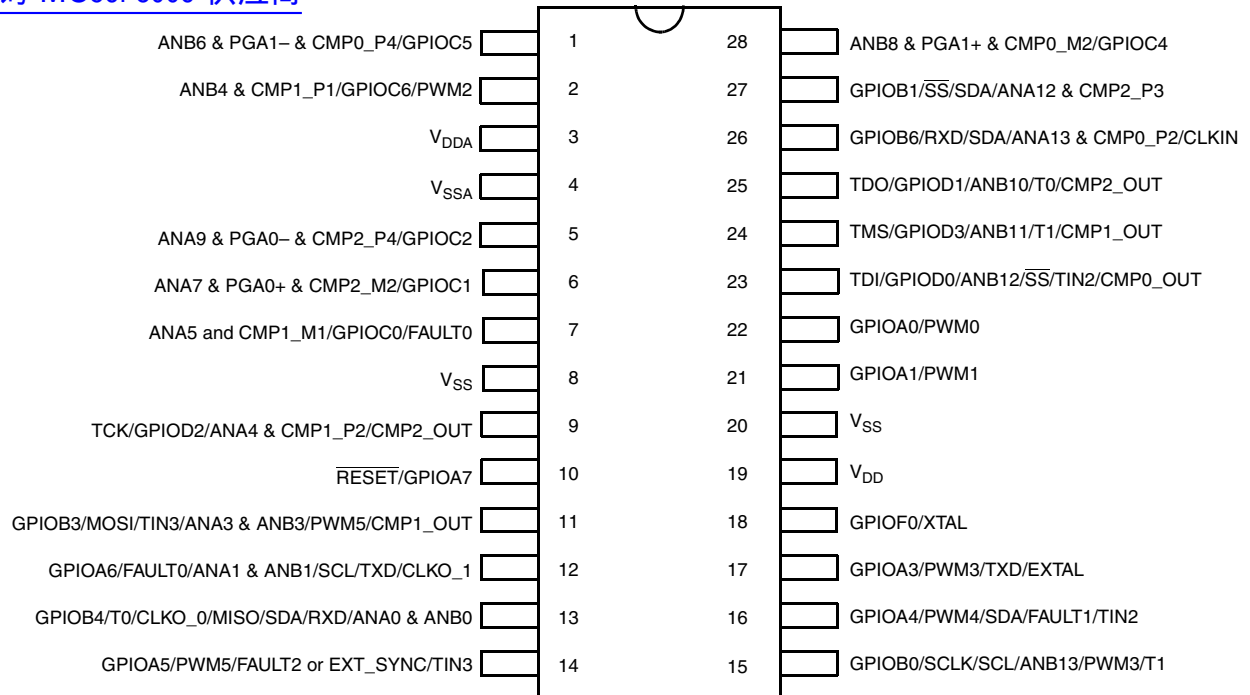 MC56F8006 供应商
ANB6 & PGA1– & CMP0_P4/GPIOC5 1 28 ANB8 & PGA1+ & CMP0_M2/GPIOC4
ANB4 & CMP1_P1/GPIOC6/PWM2 2 27 GPIOB1/SS/SDA/ANA12 & CMP2_P3
VDDA 3 26 GPIOB6/RXD/SDA/ANA13 & CMP0_P2/CLKIN
VSSA 4 25 TDO/GPIOD1/ANB10/T0/CMP2_OUT
ANA9 & PGA0– & CMP2_P4/GPIOC2 5 24 TMS/GPIOD3/ANB11/T1/CMP1_OUT
ANA7 & PGA0+ & CMP2_M2/GPIOC1 6 23 TDI/GPIOD0/ANB12/SS/TIN2/CMP0_OUT
ANA5 and CMP1_M1/GPIOC0/FAULT0 7 22 GPIOA0/PWM0
VSS 8 21 GPIOA1/PWM1
TCK/GPIOD2/ANA4 & CMP1_P2/CMP2_OUT 9 20 VSS
RESET/GPIOA7 10 19 VDD
GPIOB3/MOSI/TIN3/ANA3 & ANB3/PWM5/CMP1_OUT 11 18 GPIOF0/XTAL
GPIOA6/FAULT0/ANA1 & ANB1/SCL/TXD/CLKO_1 12 17 GPIOA3/PWM3/TXD/EXTAL
GPIOB4/T0/CLKO_0/MISO/SDA/RXD/ANA0 & ANB0 13 16 GPIOA4/PWM4/SDA/FAULT1/TIN2
GPIOA5/PWM5/FAULT2 or EXT_SYNC/TIN3 14 15 GPIOB0/SCLK/SCL/ANB13/PWM3/T1